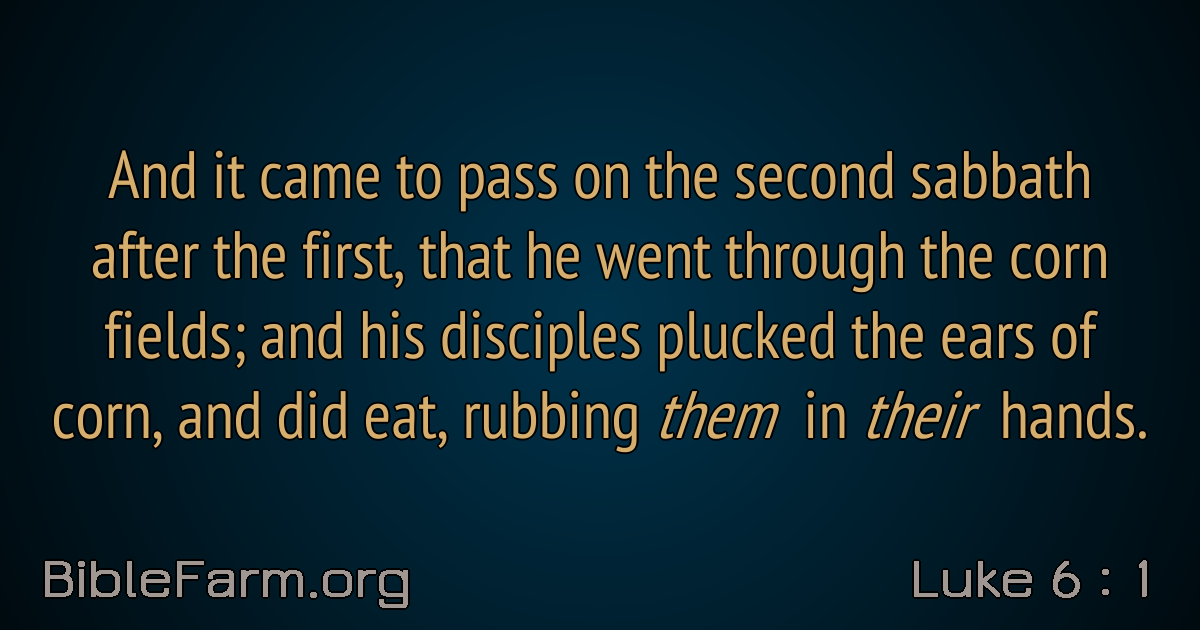 And it came to pass on the second sabbath
after the first, that he went through the corn
fields; and his disciples plucked the ears of
corn, and did eat, rubbing them in their hands.
BibleFarm.org
Luke 6 : 1